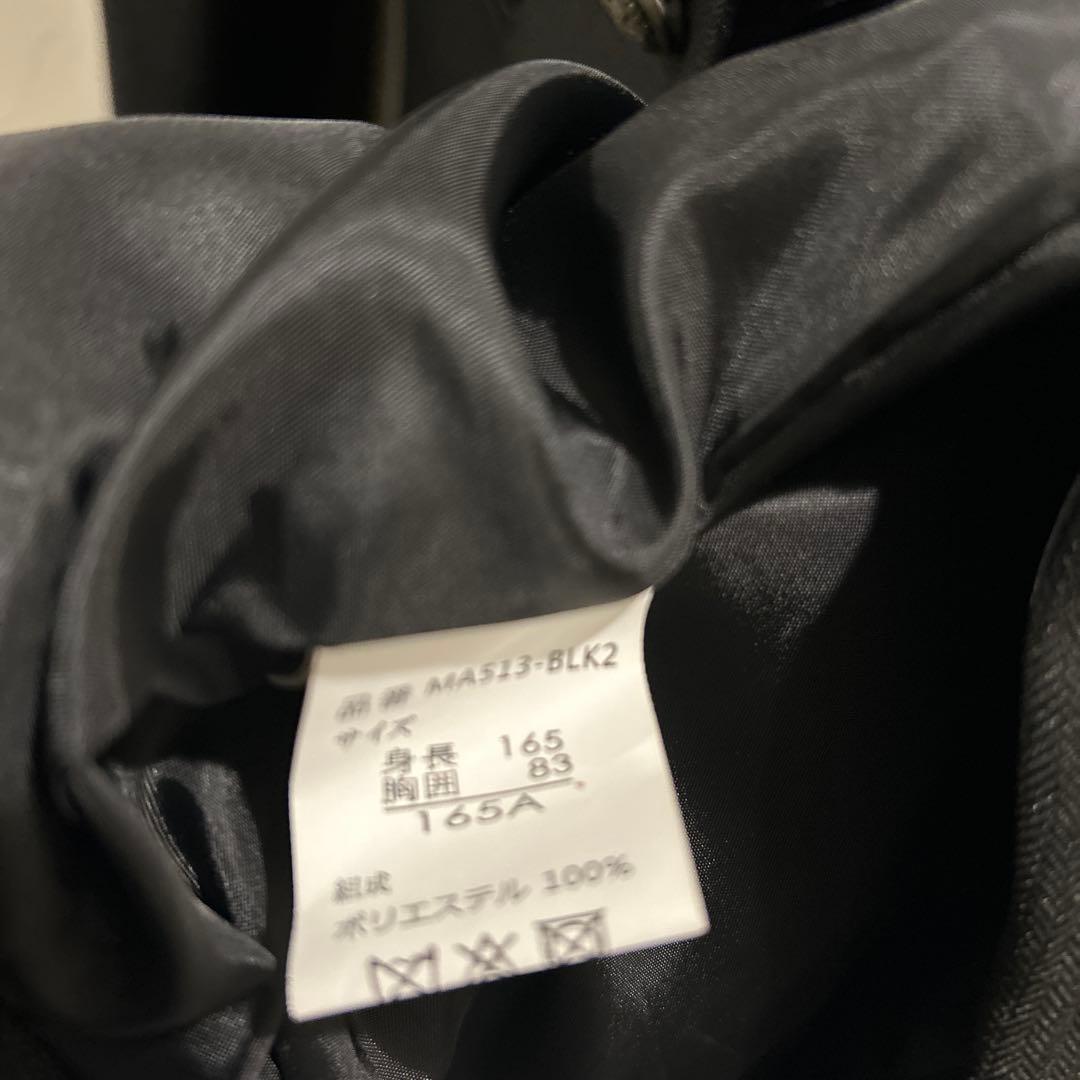 品番 MA513-BLK2
サイズ
身長 165
胸囲 83
165A
組成
ポリエステル 100%